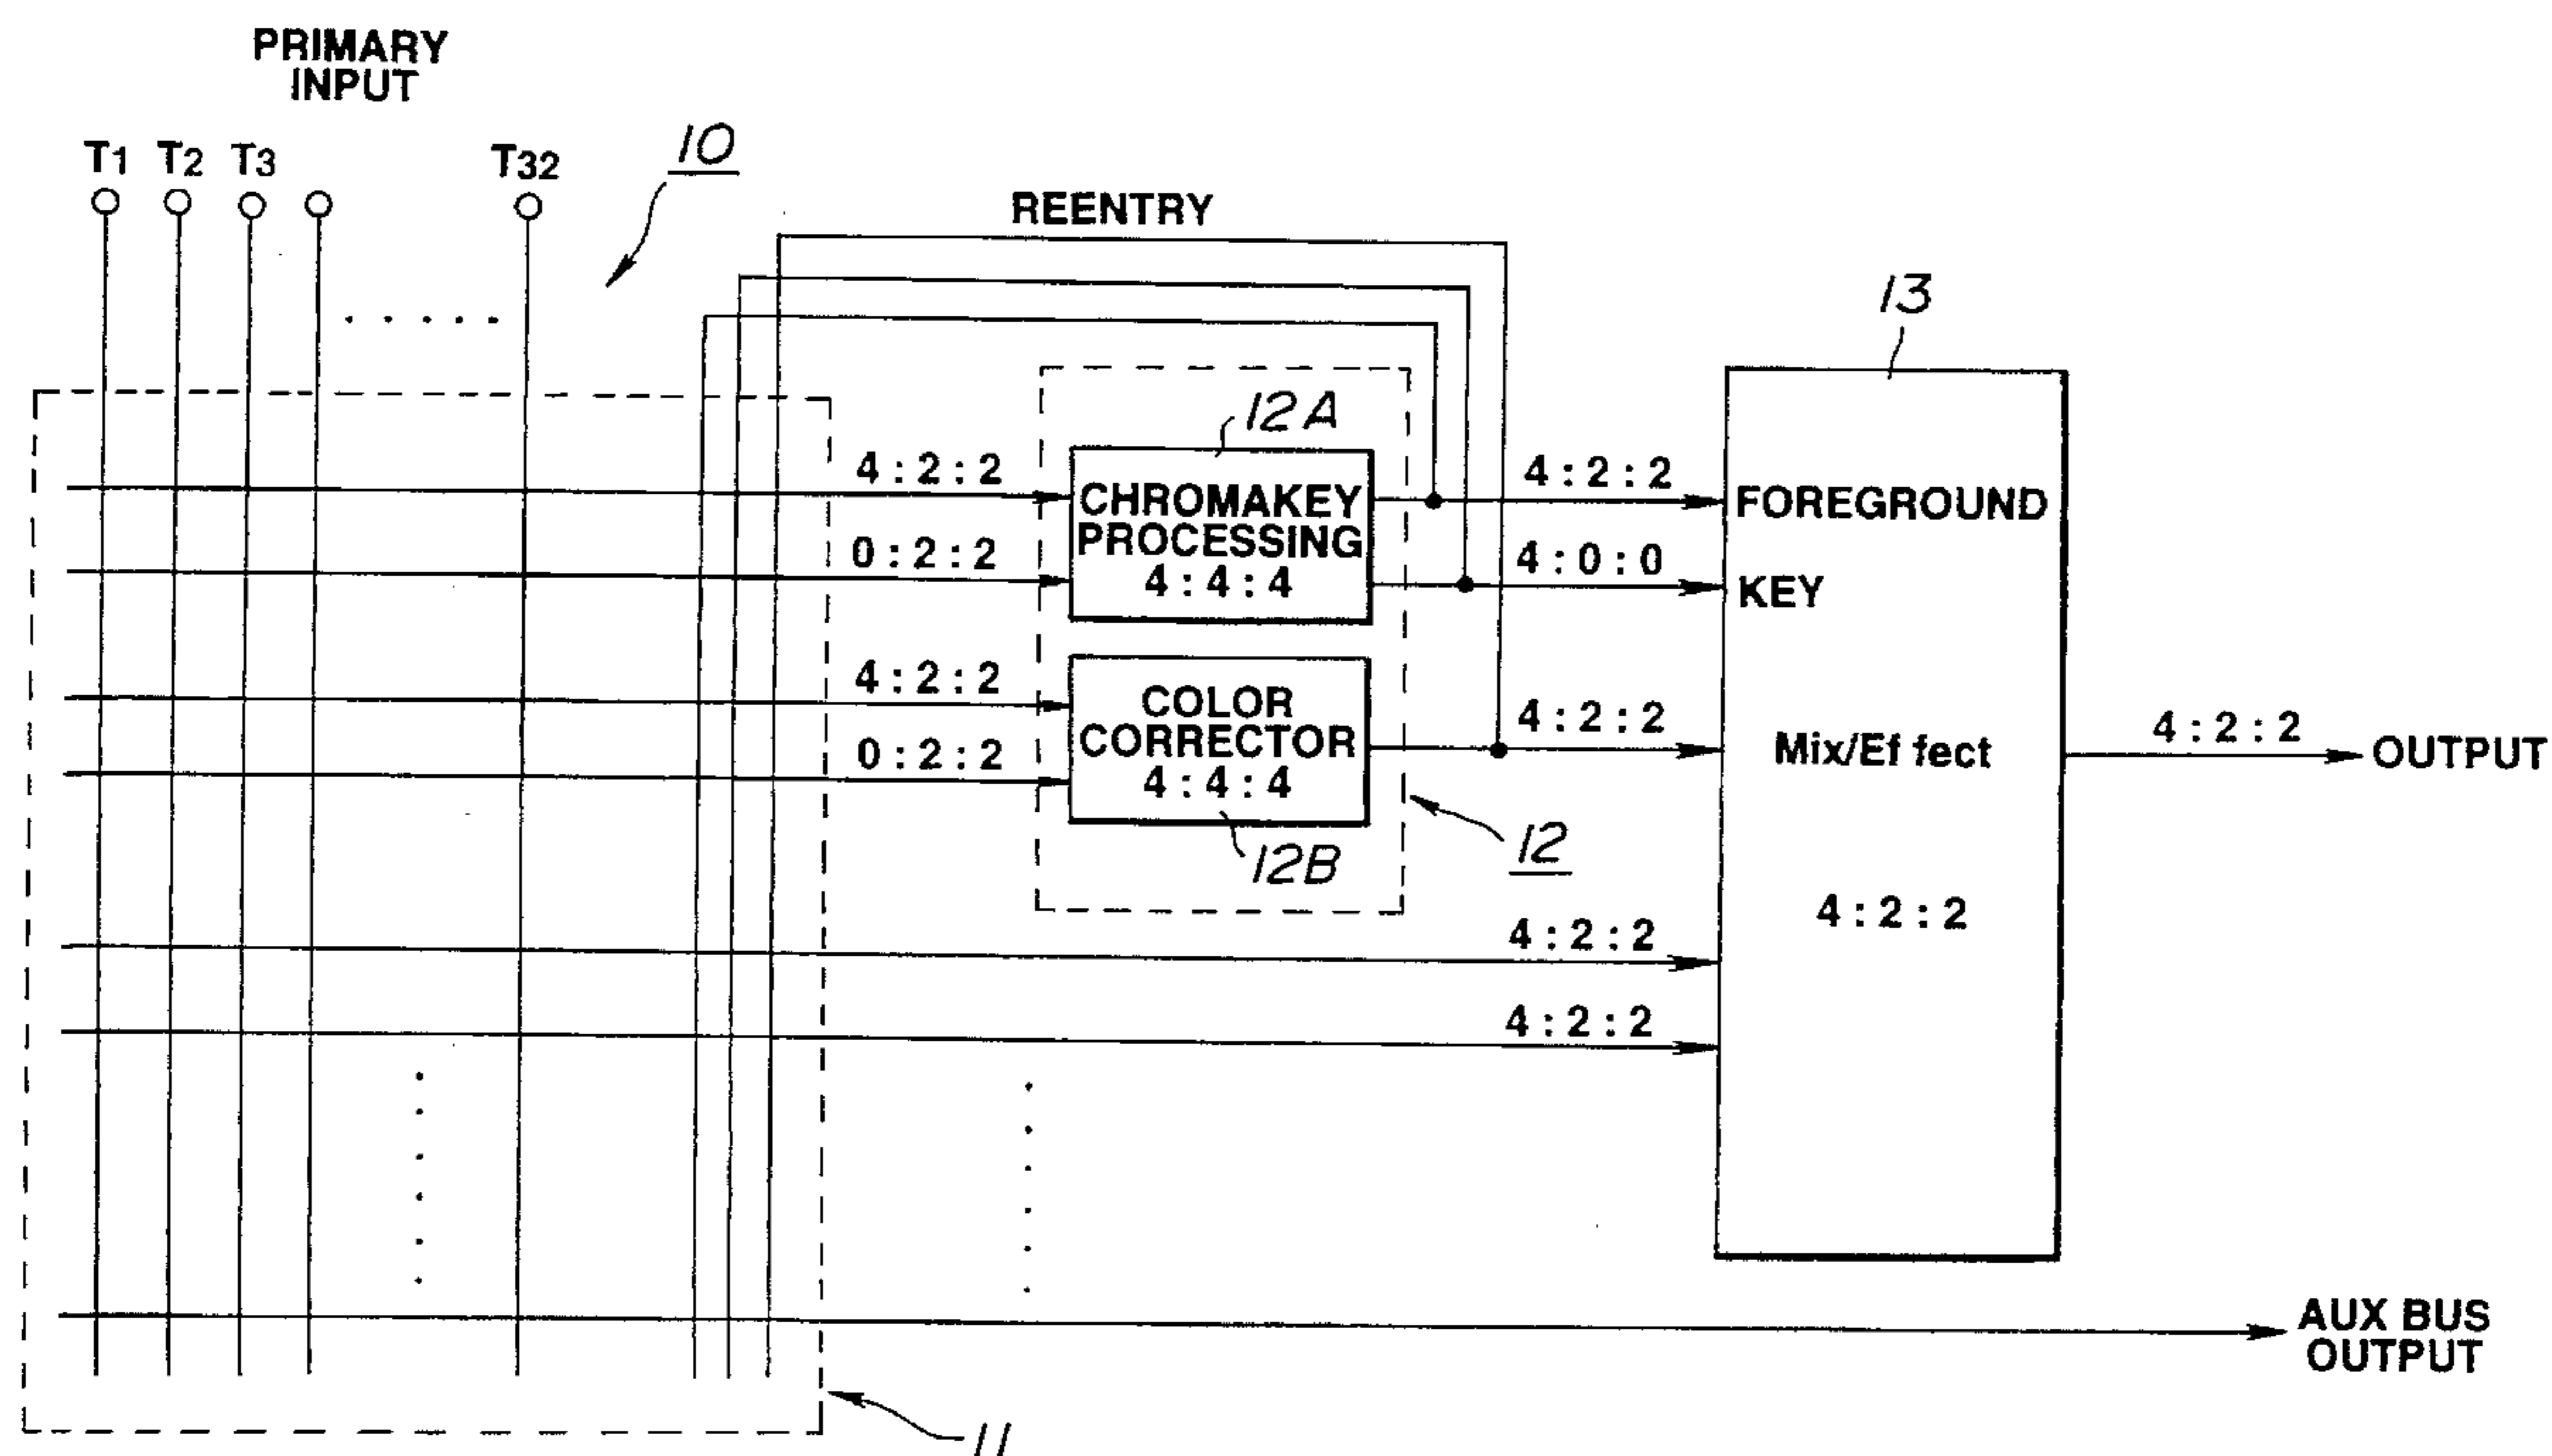 PRIMARY
INPUT
T1 T2 T3 T32
10
REENTRY
13
12A
4 : 2 : 2
CHROMAKEY
PROCESSING
4 : 4 : 4
0 : 2 : 2
4 : 2 : 2
FOREGROUND
4 : 0 : 0
KEY
4 : 2 : 2
COLOR
CORRECTOR
4 : 4 : 4
0 : 2 : 2
12B
12
4 : 2 : 2
Mix/Ef fect
4 : 2 : 2
4 : 2 : 2
OUTPUT
4 : 2 : 2
4 : 2 : 2
AUX BUS
OUTPUT
11